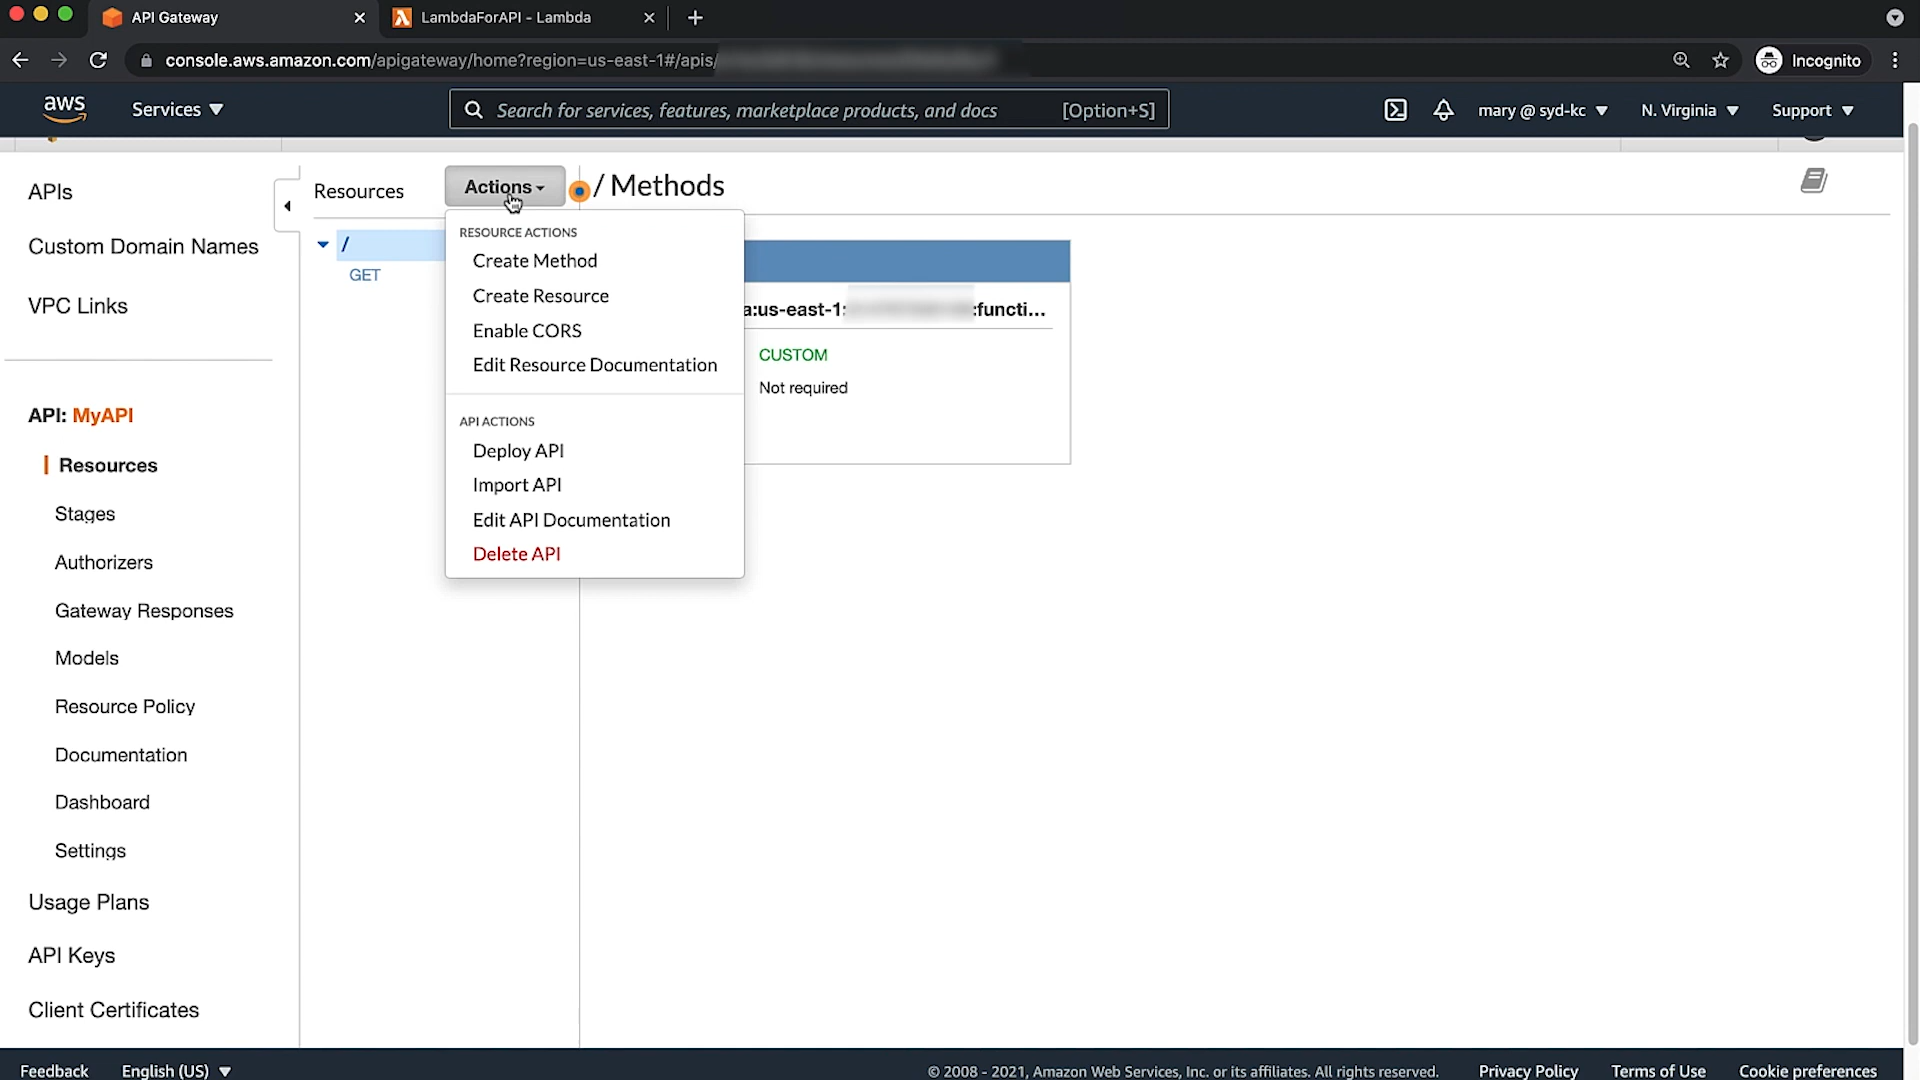 API Gateway
LambdaForAPI - Lambda
console.aws.amazon.com/apigateway/home?region=us-east-1#/apis/
Incognito
aws
Services
Search for services, features, marketplace products, and docs [Option+S]
mary @ syd-kc
N. Virginia
Support
APIs
Custom Domain Names
VPC Links
API: MyAPI
Resources
Stages
Authorizers
Gateway Responses
Models
Resource Policy
Documentation
Dashboard
Settings
Usage Plans
API Keys
Client Certificates
Resources
Actions
/ Methods
/
GET
RESOURCE ACTIONS
Create Method
Create Resource
Enable CORS
Edit Resource Documentation
API ACTIONS
Deploy API
Import API
Edit API Documentation
Delete API
a:us-east-1: :functi...
CUSTOM
Not required
Feedback
English (US)
© 2008 - 2021, Amazon Web Services, Inc. or its affiliates. All rights reserved.
Privacy Policy
Terms of Use
Cookie preferences